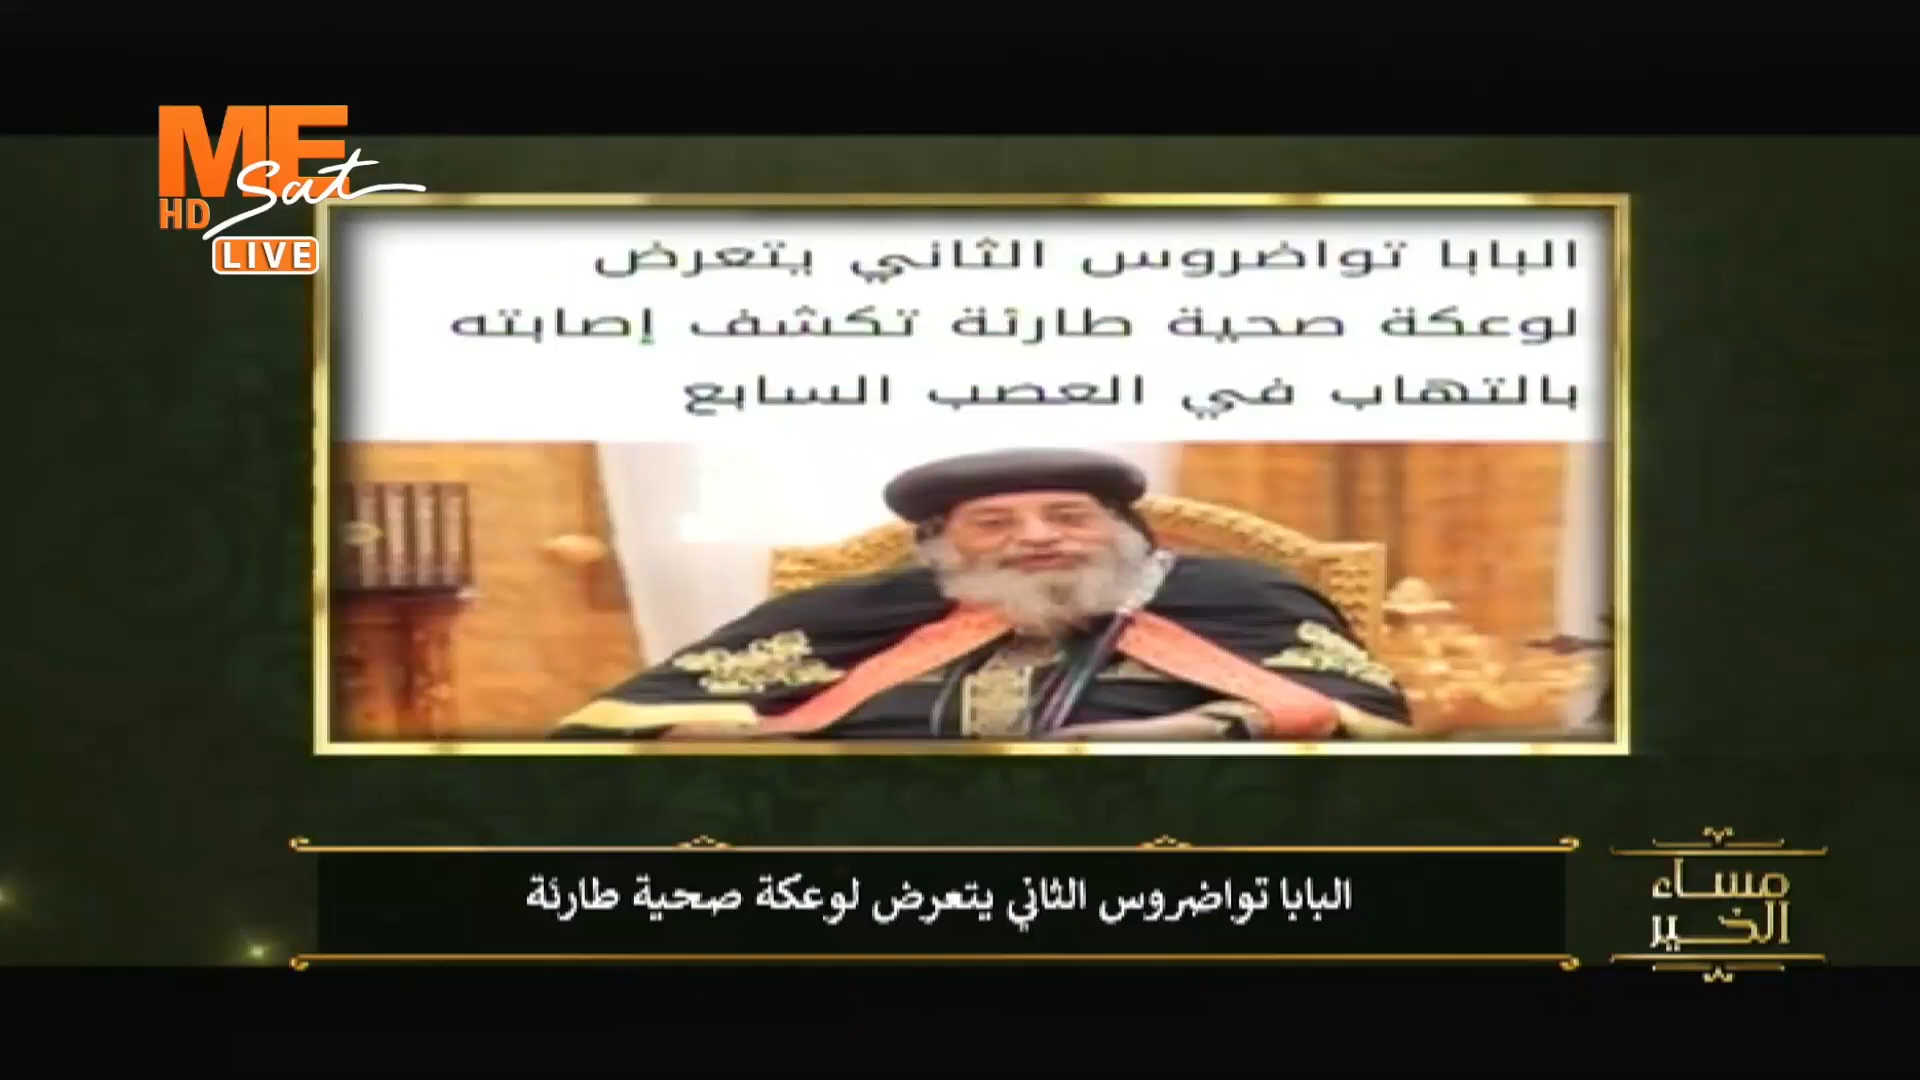 ME
Sat
HD
LIVE
البابا تواضروس الثاني يتعرض
لوعكة صحية طارئة تكشف إصابته
بالتهاب في العصب السابع
البابا تواضروس الثاني يتعرض لوعكة صحية طارئة
مساء
الخير